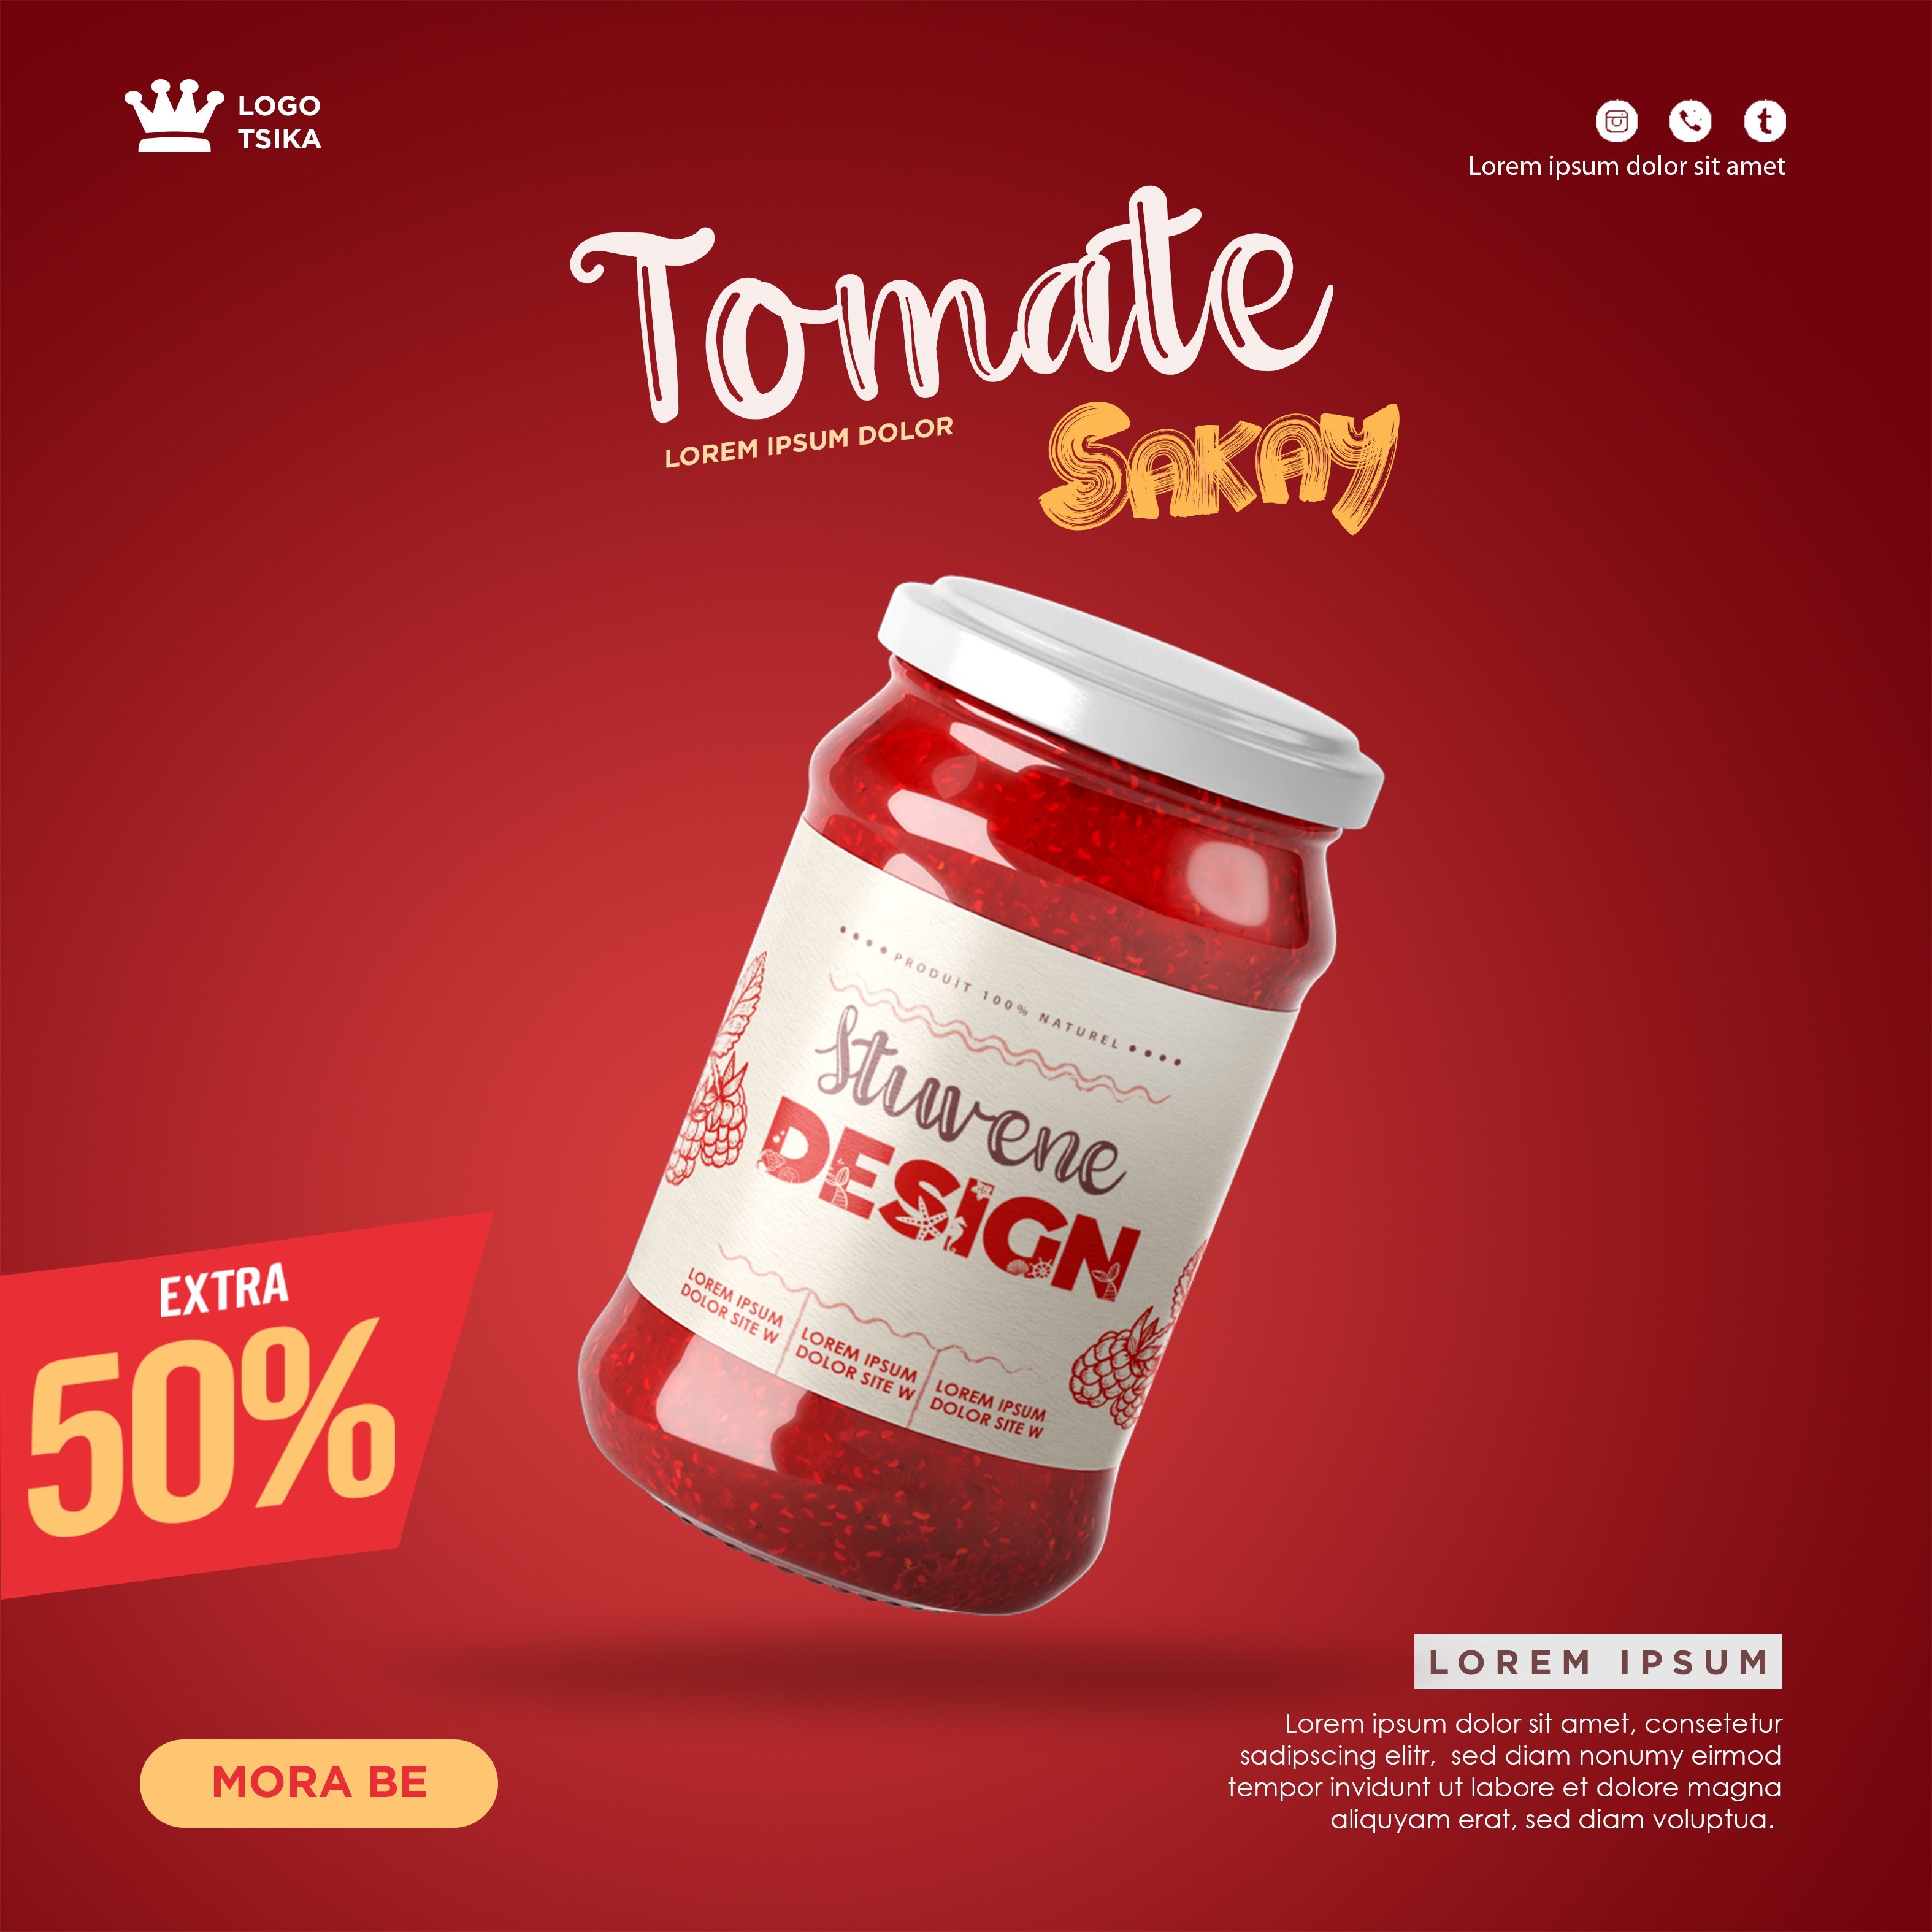 LOGO
TSIKA
Lorem ipsum dolor sit amet
Tomate
LOREM IPSUM DOLOR
SAKAY
PRODUİT 100% NATUREL
Stuvene
DESIGN
LOREM IPSUM
DOLOR SITE W
LOREM IPSUM
DOLOR SITE W
LOREM IPSUM
DOLOR SITE W
EXTRA
50%
MORA BE
LOREM IPSUM
Lorem ipsum dolor sit amet, consetetur
sadipscing elitr, sed diam nonumy eirmod
tempor invidunt ut labore et dolore magna
aliquyam erat, sed diam voluptua.